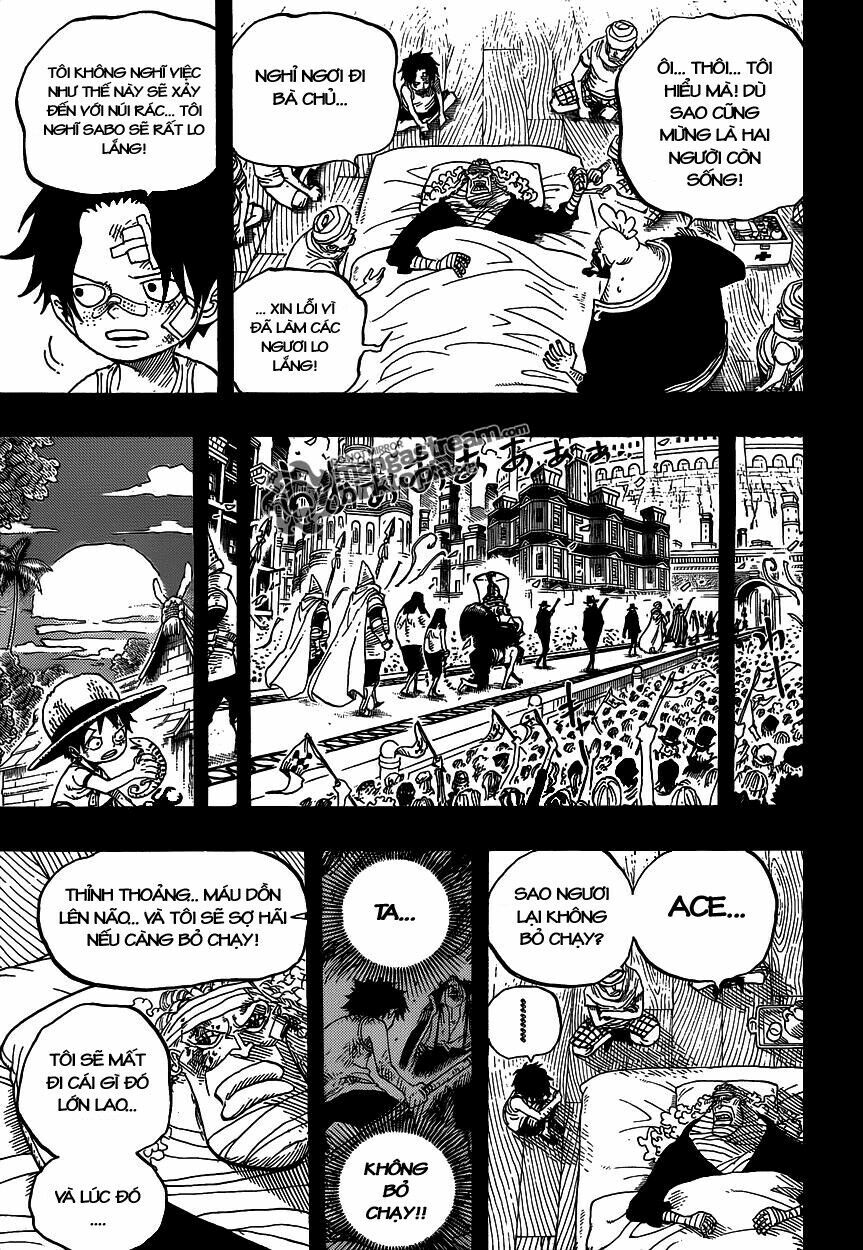 ÔI... THÔI... TÔI
HIỂU MÀ! DÙ
SAO CŨNG
MỪNG LÀ HAI
NGƯỜI CÒN
SỐNG!
NGHỈ NGƠI ĐI
BÀ CHỦ...
... XIN LỖI VÌ
ĐÃ LÀM CÁC
NGƯƠI LO
LẮNG!
TÔI KHÔNG NGHĨ VIỆC
NHƯ THẾ NÀY SẼ XẢY
ĐẾN VỚI NÚI RÁC... TÔI
NGHĨ SABO SẼ RẤT LO
LẮNG!
mangastream.com
ACE...
SAO NGƯƠI
LẠI KHÔNG
BỎ CHẠY?
TA...
KHÔNG
BỎ
CHẠY!!
THỈNH THOẢNG.. MÁU DỒN
LÊN NÃO... VÀ TÔI SẼ SỢ HÃI
NẾU CÀNG BỎ CHẠY!
TÔI SẼ MẤT
ĐI CÁI GÌ ĐÓ
LỚN LAO...
VÀ LÚC ĐÓ
....